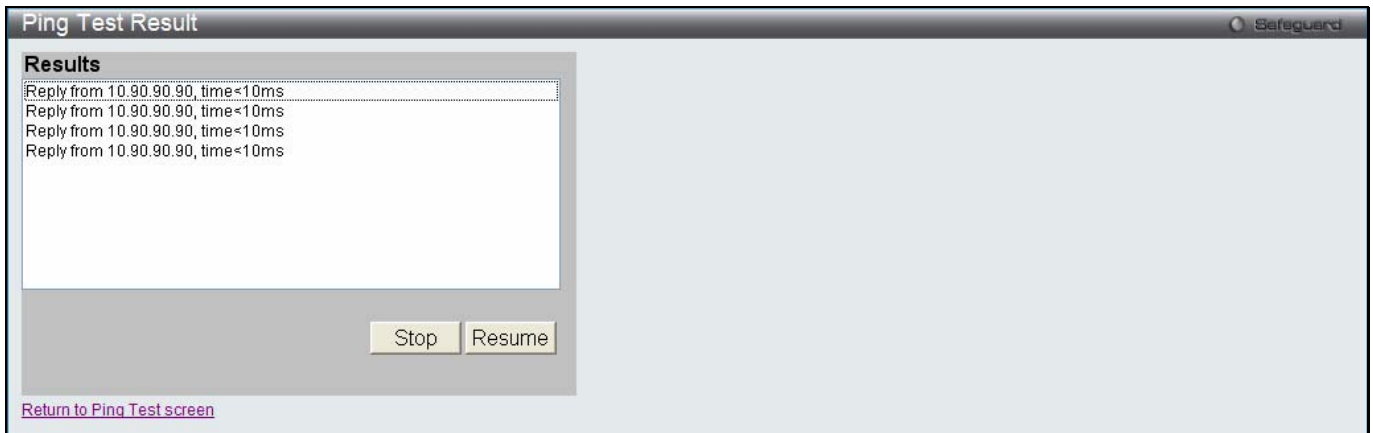 Ping Test Result
Safeguard
Results
Reply from 10.90.90.90, time<10ms
Reply from 10.90.90.90, time<10ms
Reply from 10.90.90.90, time<10ms
Reply from 10.90.90.90, time<10ms
Stop
Resume
Return to Ping Test screen